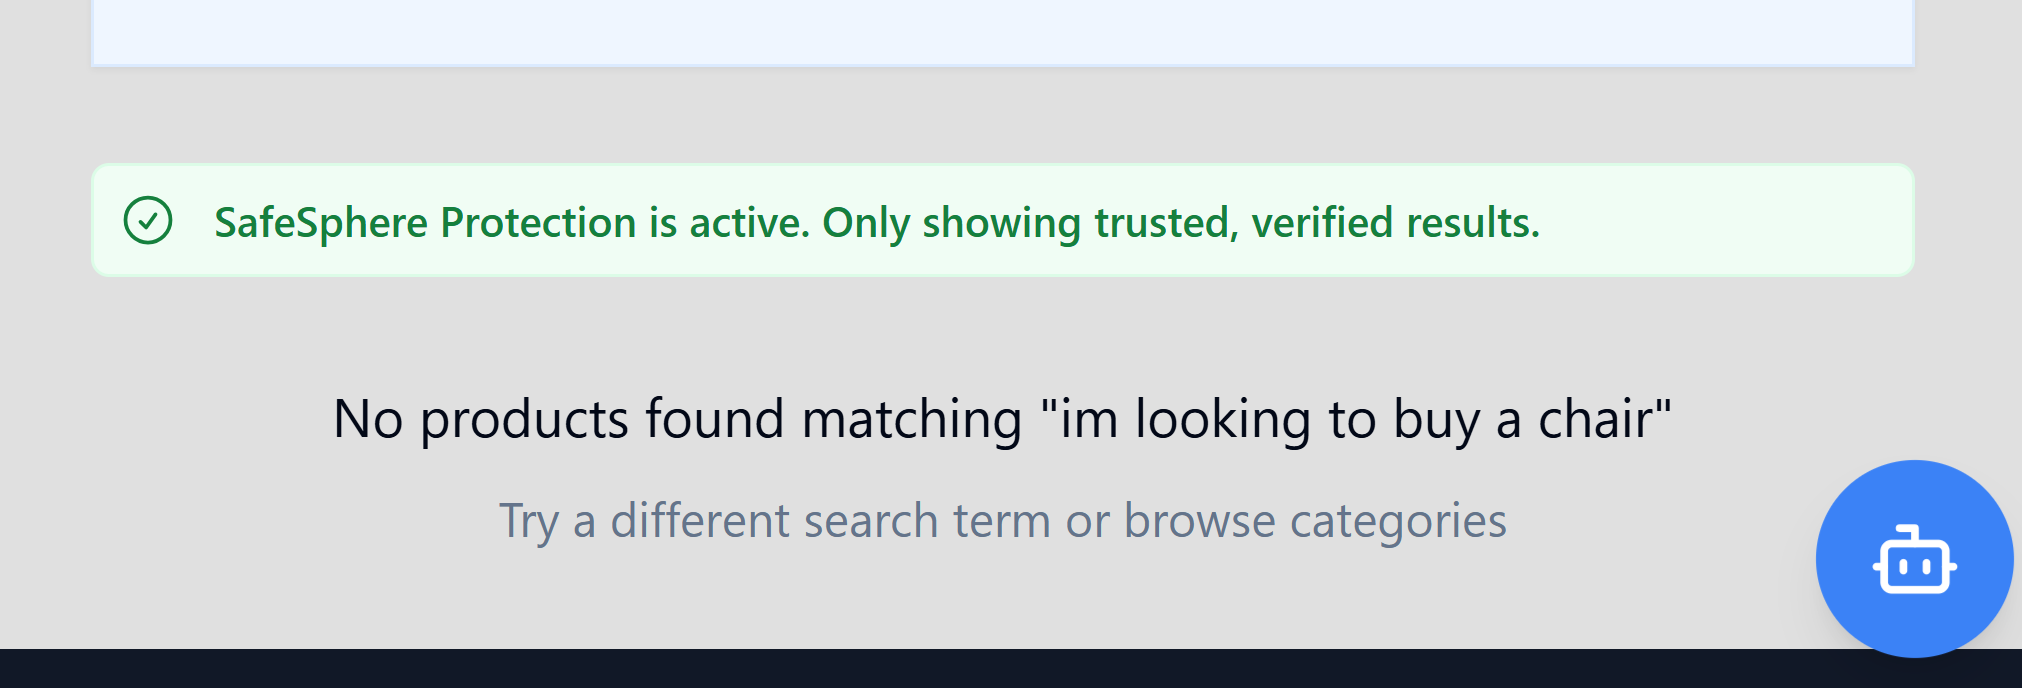 SafeSphere Protection is active. Only showing trusted, verified results.
No products found matching "im looking to buy a chair"
Try a different search term or browse categories